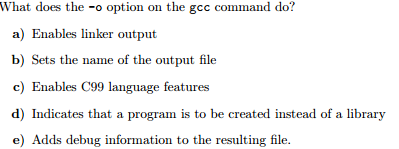 What does the -o option on the gcc command do?
a) Enables linker output
b) Sets the name of the output file
c) Enables C99 language features
d) Indicates that a program is to be created instead of a library
e) Adds debug information to the resulting file.